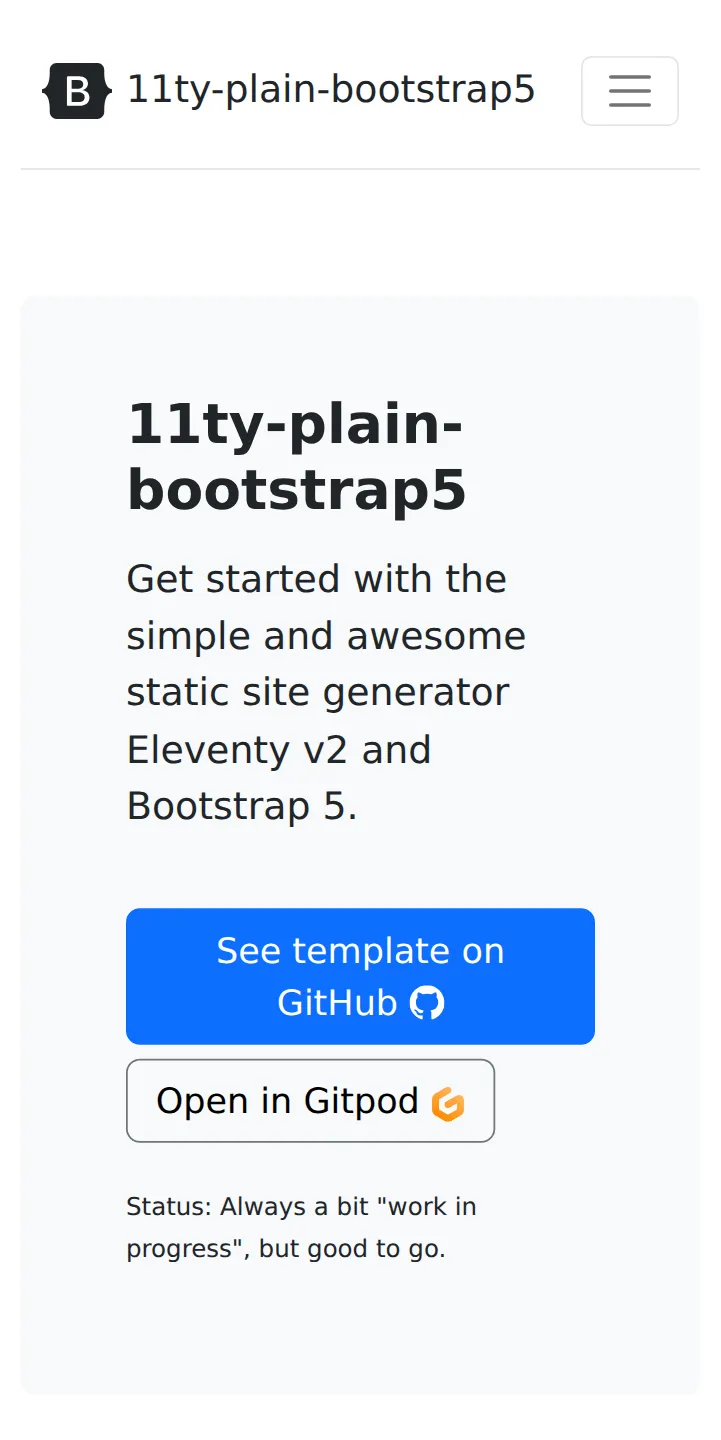 B 11ty-plain-bootstrap5
11ty-plain-
bootstrap5
Get started with the
simple and awesome
static site generator
Eleventy v2 and
Bootstrap 5.
See template on
GitHub
Open in Gitpod
Status: Always a bit "work in
progress", but good to go.